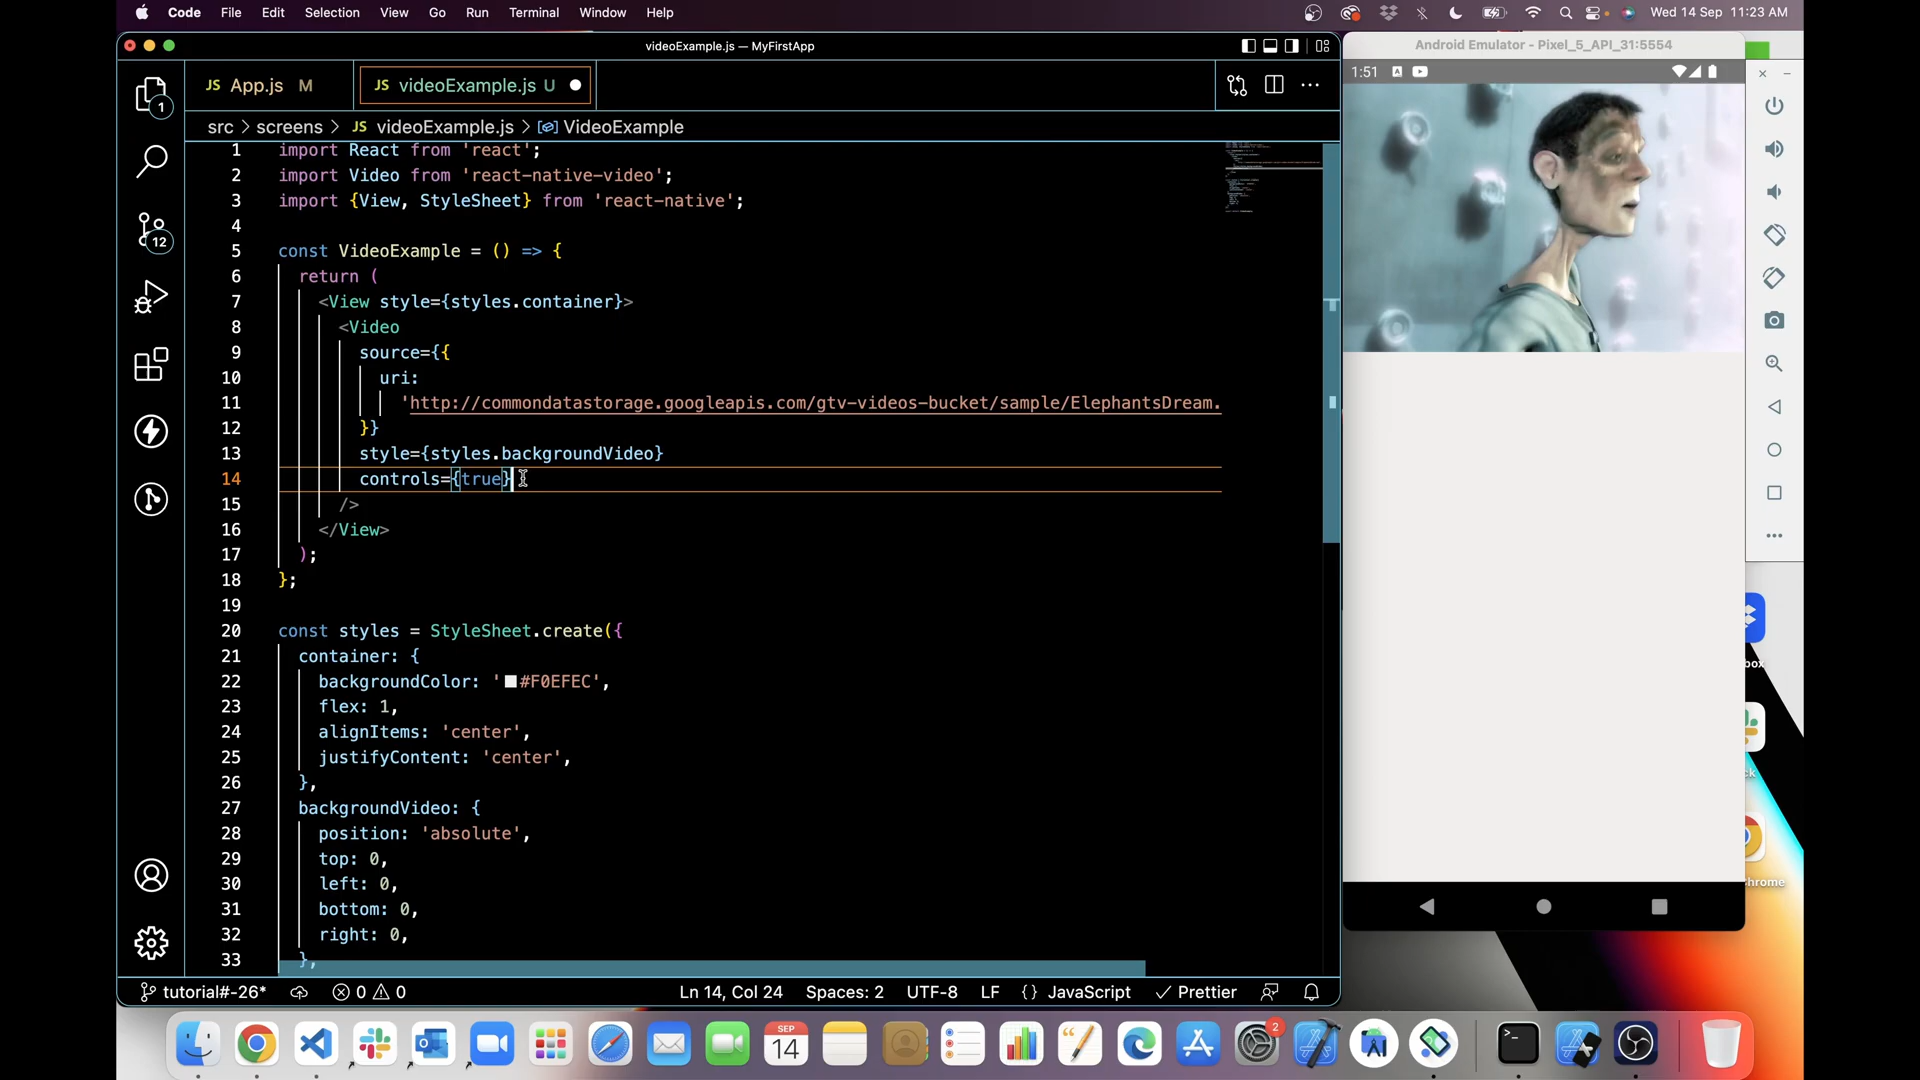 Code File Edit Selection View Go Run Terminal Window Help
Wed 14 Sep 11:23 AM
videoExample.js — MyFirstApp
Android Emulator - Pixel_5_API_31:5554
JS App.js M
JS videoExample.js U
1:51
src > screens > JS videoExample.js > VideoExample
1
12
1 import React from 'react';
2 import Video from 'react-native-video';
3 import {View, StyleSheet} from 'react-native';
4
5 const VideoExample = () => {
6 return (
7 <View style={styles.container}>
8 <Video
9 source={{
10 uri:
11 'http://commondatastorage.googleapis.com/gtv-videos-bucket/sample/ElephantsDream.
12 }}
13 style={styles.backgroundVideo}
14 controls={true}
15 />
16 </View>
17 );
18 };
19
20 const styles = StyleSheet.create({
21 container: {
22 backgroundColor: '#F0EFEC',
23 flex: 1,
24 alignItems: 'center',
25 justifyContent: 'center',
26 },
27 backgroundVideo: {
28 position: 'absolute',
29 top: 0,
30 left: 0,
31 bottom: 0,
32 right: 0,
33 },
box
ck
hrome
tutorial#-26* 0 0 Ln 14, Col 24 Spaces: 2 UTF-8 LF {} JavaScript Prettier
SEP
14
2